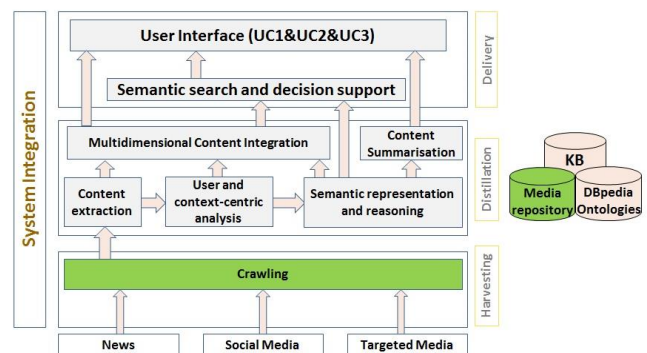 System Integration
User Interface (UC1&UC2&UC3)
Semantic search and decision support
Delivery
Multidimensional Content Integration
Content
Summarisation
Content
extraction
User and
context-centric
analysis
Semantic representation
and reasoning
Distillation
Crawling
Harvesting
News
Social Media
Targeted Media
KB
Media
repository
DBpedia
Ontologies